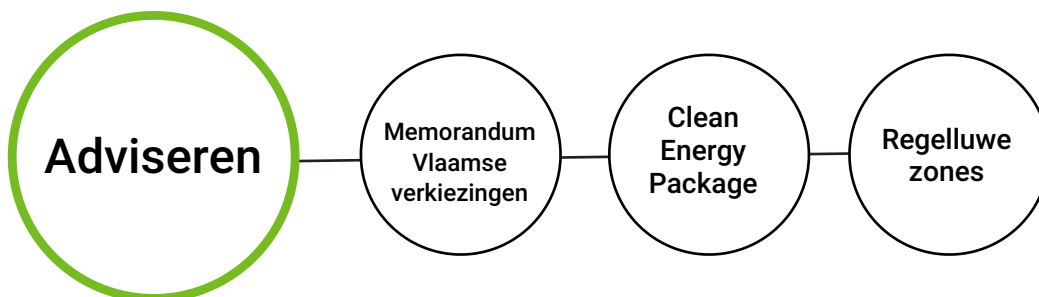 Adviseren
Memorandum
Vlaamse
verkiezingen
Clean
Energy
Package
Regelluwe
zones